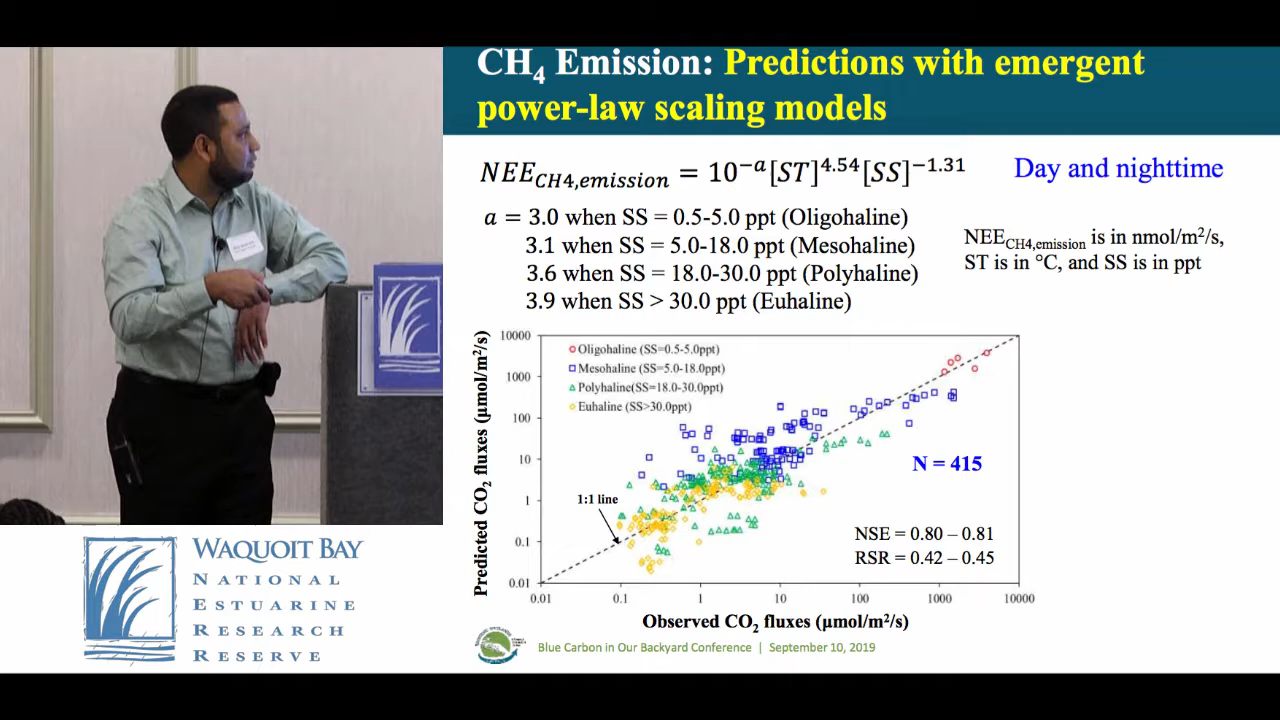 CH₄ Emission: Predictions with emergent
power-law scaling models
NEE_CH4,emission = 10^−a[ST]^4.54[SS]^−1.31
Day and nighttime
a = 3.0 when SS = 0.5-5.0 ppt (Oligohaline)
3.1 when SS = 5.0-18.0 ppt (Mesohaline)
3.6 when SS = 18.0-30.0 ppt (Polyhaline)
3.9 when SS > 30.0 ppt (Euhaline)
NEE_CH4,emission is in nmol/m²/s,
ST is in °C, and SS is in ppt
Predicted CO₂ fluxes (μmol/m²/s)
10000
1000
100
10
1
0.1
0.01
Oligohaline (SS=0.5-5.0ppt)
Mesohaline (SS=5.0-18.0ppt)
Polyhaline(SS=18.0-30.0ppt)
Euhaline (SS>30.0ppt)
N = 415
1:1 line
NSE = 0.80 – 0.81
RSR = 0.42 – 0.45
0.01 0.1 1 10 100 1000 10000
Observed CO₂ fluxes (μmol/m²/s)
Blue Carbon in Our Backyard Conference | September 10, 2019
WAQUOIT BAY
NATIONAL
ESTUARINE
RESEARCH
RESERVE